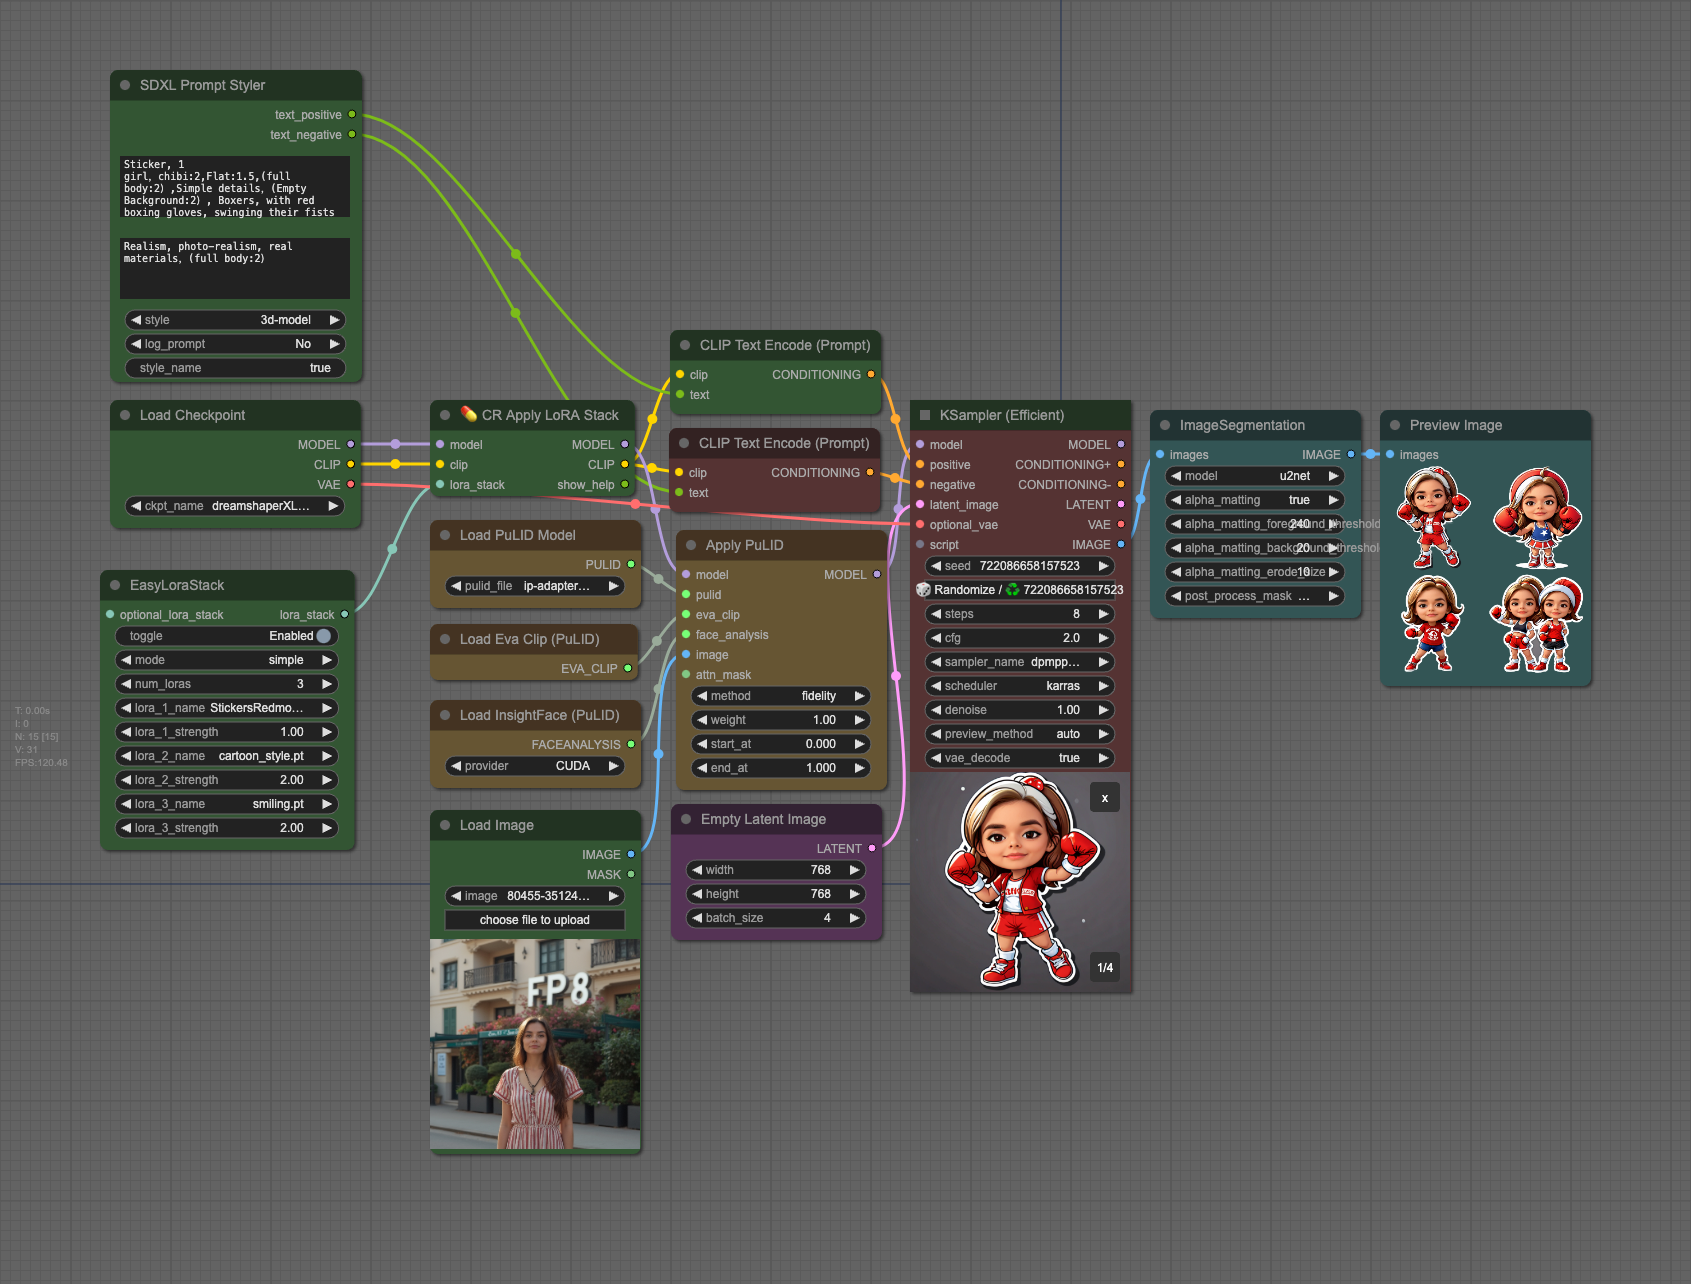 SDXL Prompt Styler
text_positive
text_negative
Sticker, 1
girl, chibi:2,Flat:1.5,(full
body:2) ,Simple details, (Empty
Background:2) , Boxers, with red
boxing gloves, swinging their fists
Realism, photo-realism, real
materials, (full body:2)
style 3d-model
log_prompt No
style_name true
Load Checkpoint
MODEL
CLIP
VAE
ckpt_name dreamshaperXL...
EasyLoraStack
optional_lora_stack lora_stack
toggle Enabled
mode simple
num_loras 3
lora_1_name StickersRedmo...
lora_1_strength 1.00
lora_2_name cartoon_style.pt
lora_2_strength 2.00
lora_3_name smiling.pt
lora_3_strength 2.00
T: 0.00s
I: 0
N: 15 [15]
V: 31
FPS:120.48
CR Apply LoRA Stack
model MODEL
clip CLIP
lora_stack show_help
Load PuLID Model
PULID
pulid_file ip-adapter...
Load Eva Clip (PuLID)
EVA_CLIP
Load InsightFace (PuLID)
FACEANALYSIS
provider CUDA
Load Image
IMAGE
MASK
image 80455-35124...
choose file to upload
FP8
CLIP Text Encode (Prompt)
clip CONDITIONING
text
CLIP Text Encode (Prompt)
clip CONDITIONING
text
Apply PuLID
model MODEL
pulid
eva_clip
face_analysis
image
attn_mask
method fidelity
weight 1.00
start_at 0.000
end_at 1.000
Empty Latent Image
LATENT
width 768
height 768
batch_size 4
KSampler (Efficient)
model MODEL
positive CONDITIONING+
negative CONDITIONING-
latent_image LATENT
optional_vae VAE
script IMAGE
seed 722086658157523
Randomize / 722086658157523
steps 8
cfg 2.0
sampler_name dpmpp...
scheduler karras
denoise 1.00
preview_method auto
vae_decode true
x
1/4
ImageSegmentation
images IMAGE
model u2net
alpha_matting true
alpha_matting_foreground_threshold 240
alpha_matting_background_threshold 20
alpha_matting_erode_size 10
post_process_mask ...
Preview Image
images